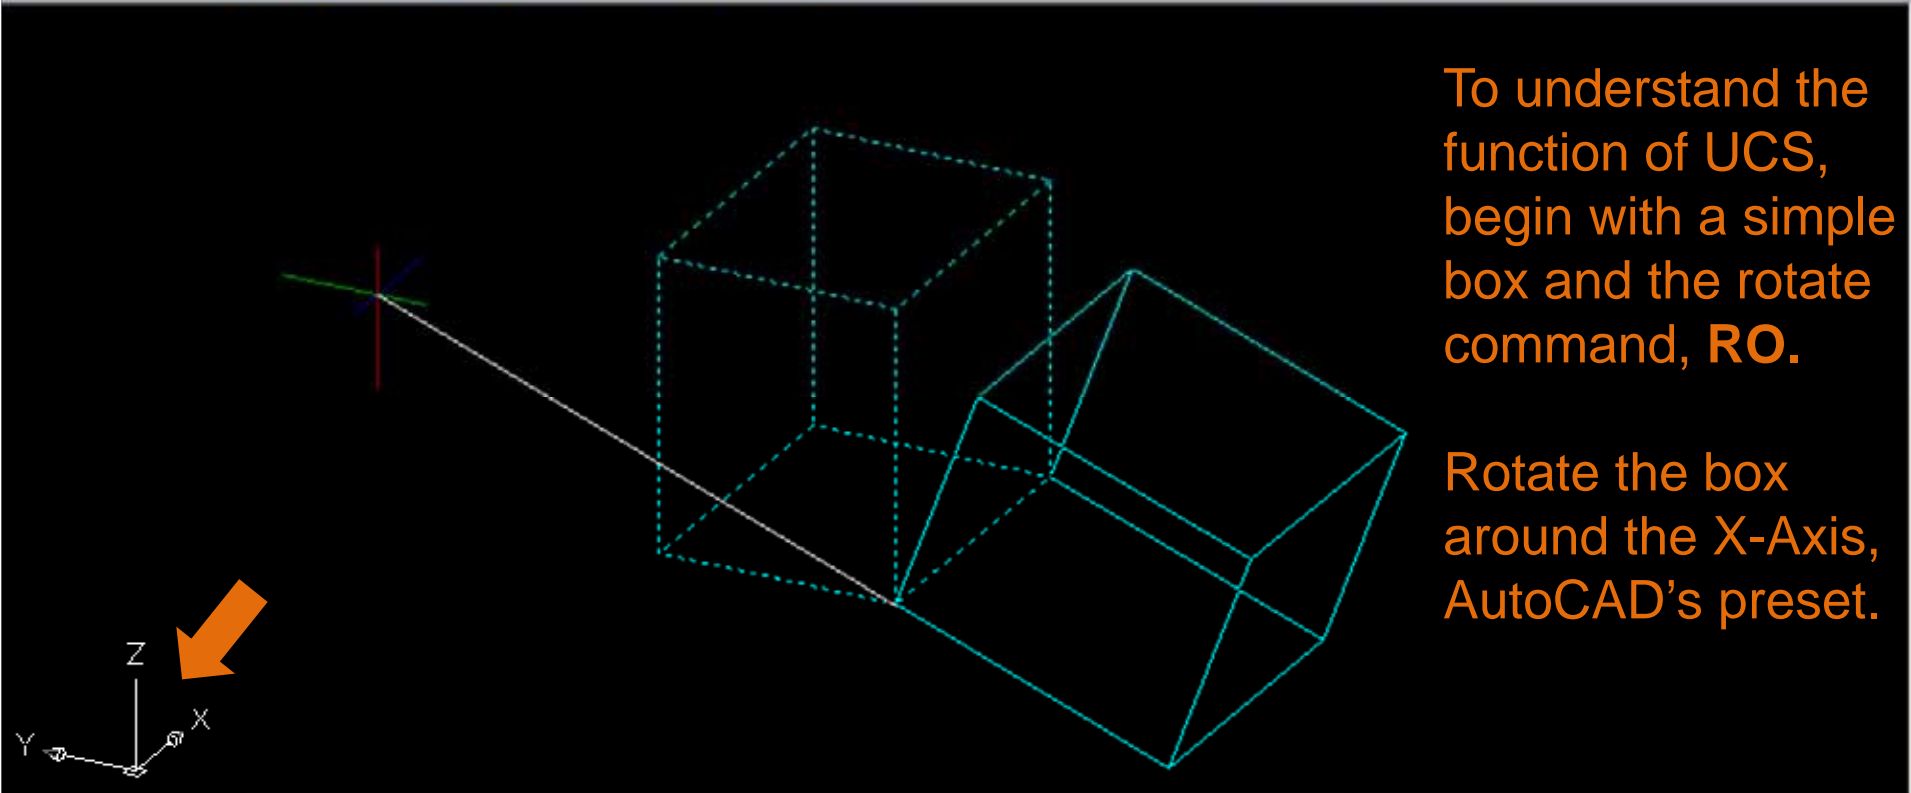 To understand the
function of UCS,
begin with a simple
box and the rotate
command, RO.
Rotate the box
around the X-Axis,
AutoCAD’s preset.
Z
X
Y